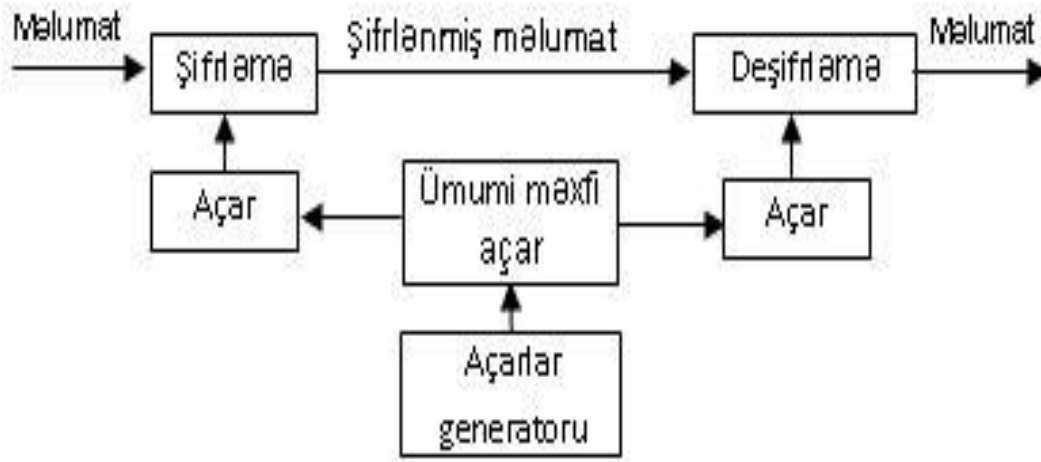 Məlumat
Şifrləmə
Şifrlənmiş məlumat
Deşifrləmə
Məlumat
Açar
Ümumi məxfi
açar
Açar
Açarlar
generatoru